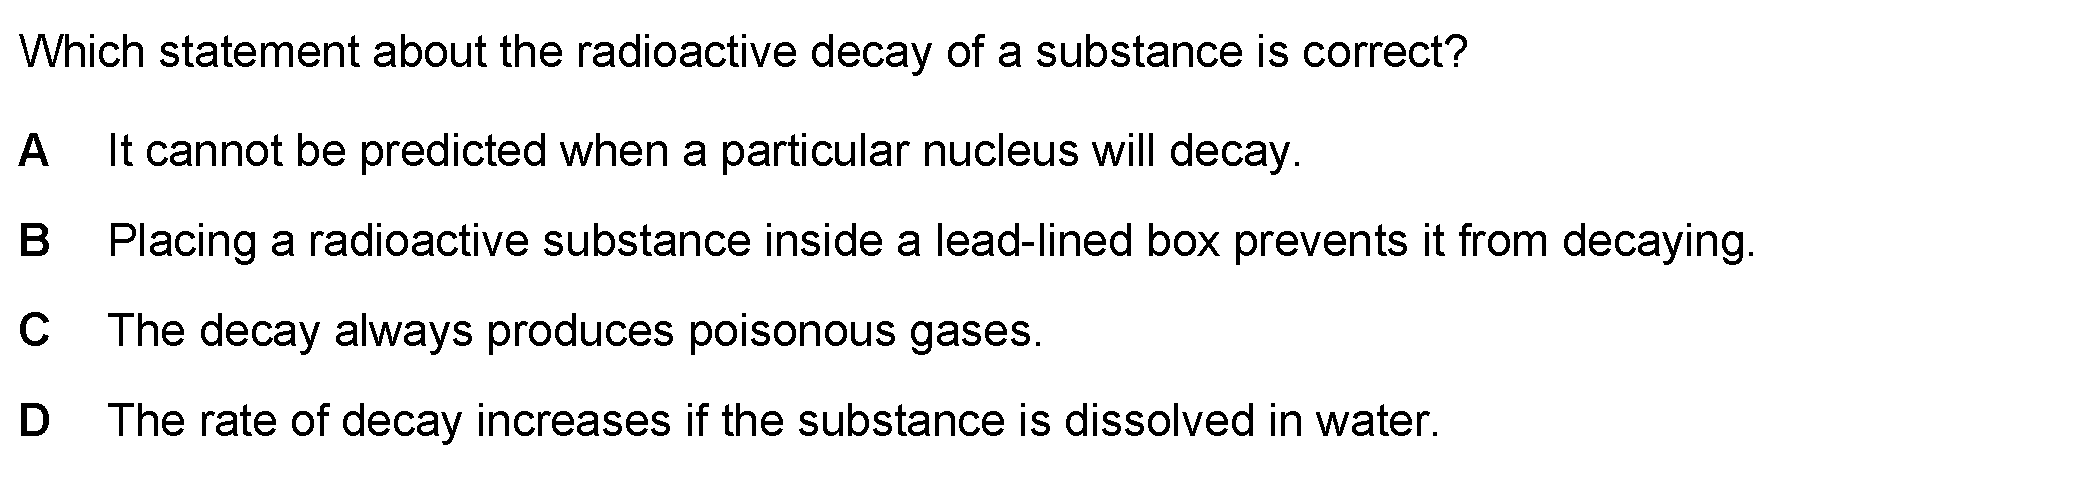 Which statement about the radioactive decay of a substance is correct?
A It cannot be predicted when a particular nucleus will decay.
B Placing a radioactive substance inside a lead-lined box prevents it from decaying.
C The decay always produces poisonous gases.
D The rate of decay increases if the substance is dissolved in water.